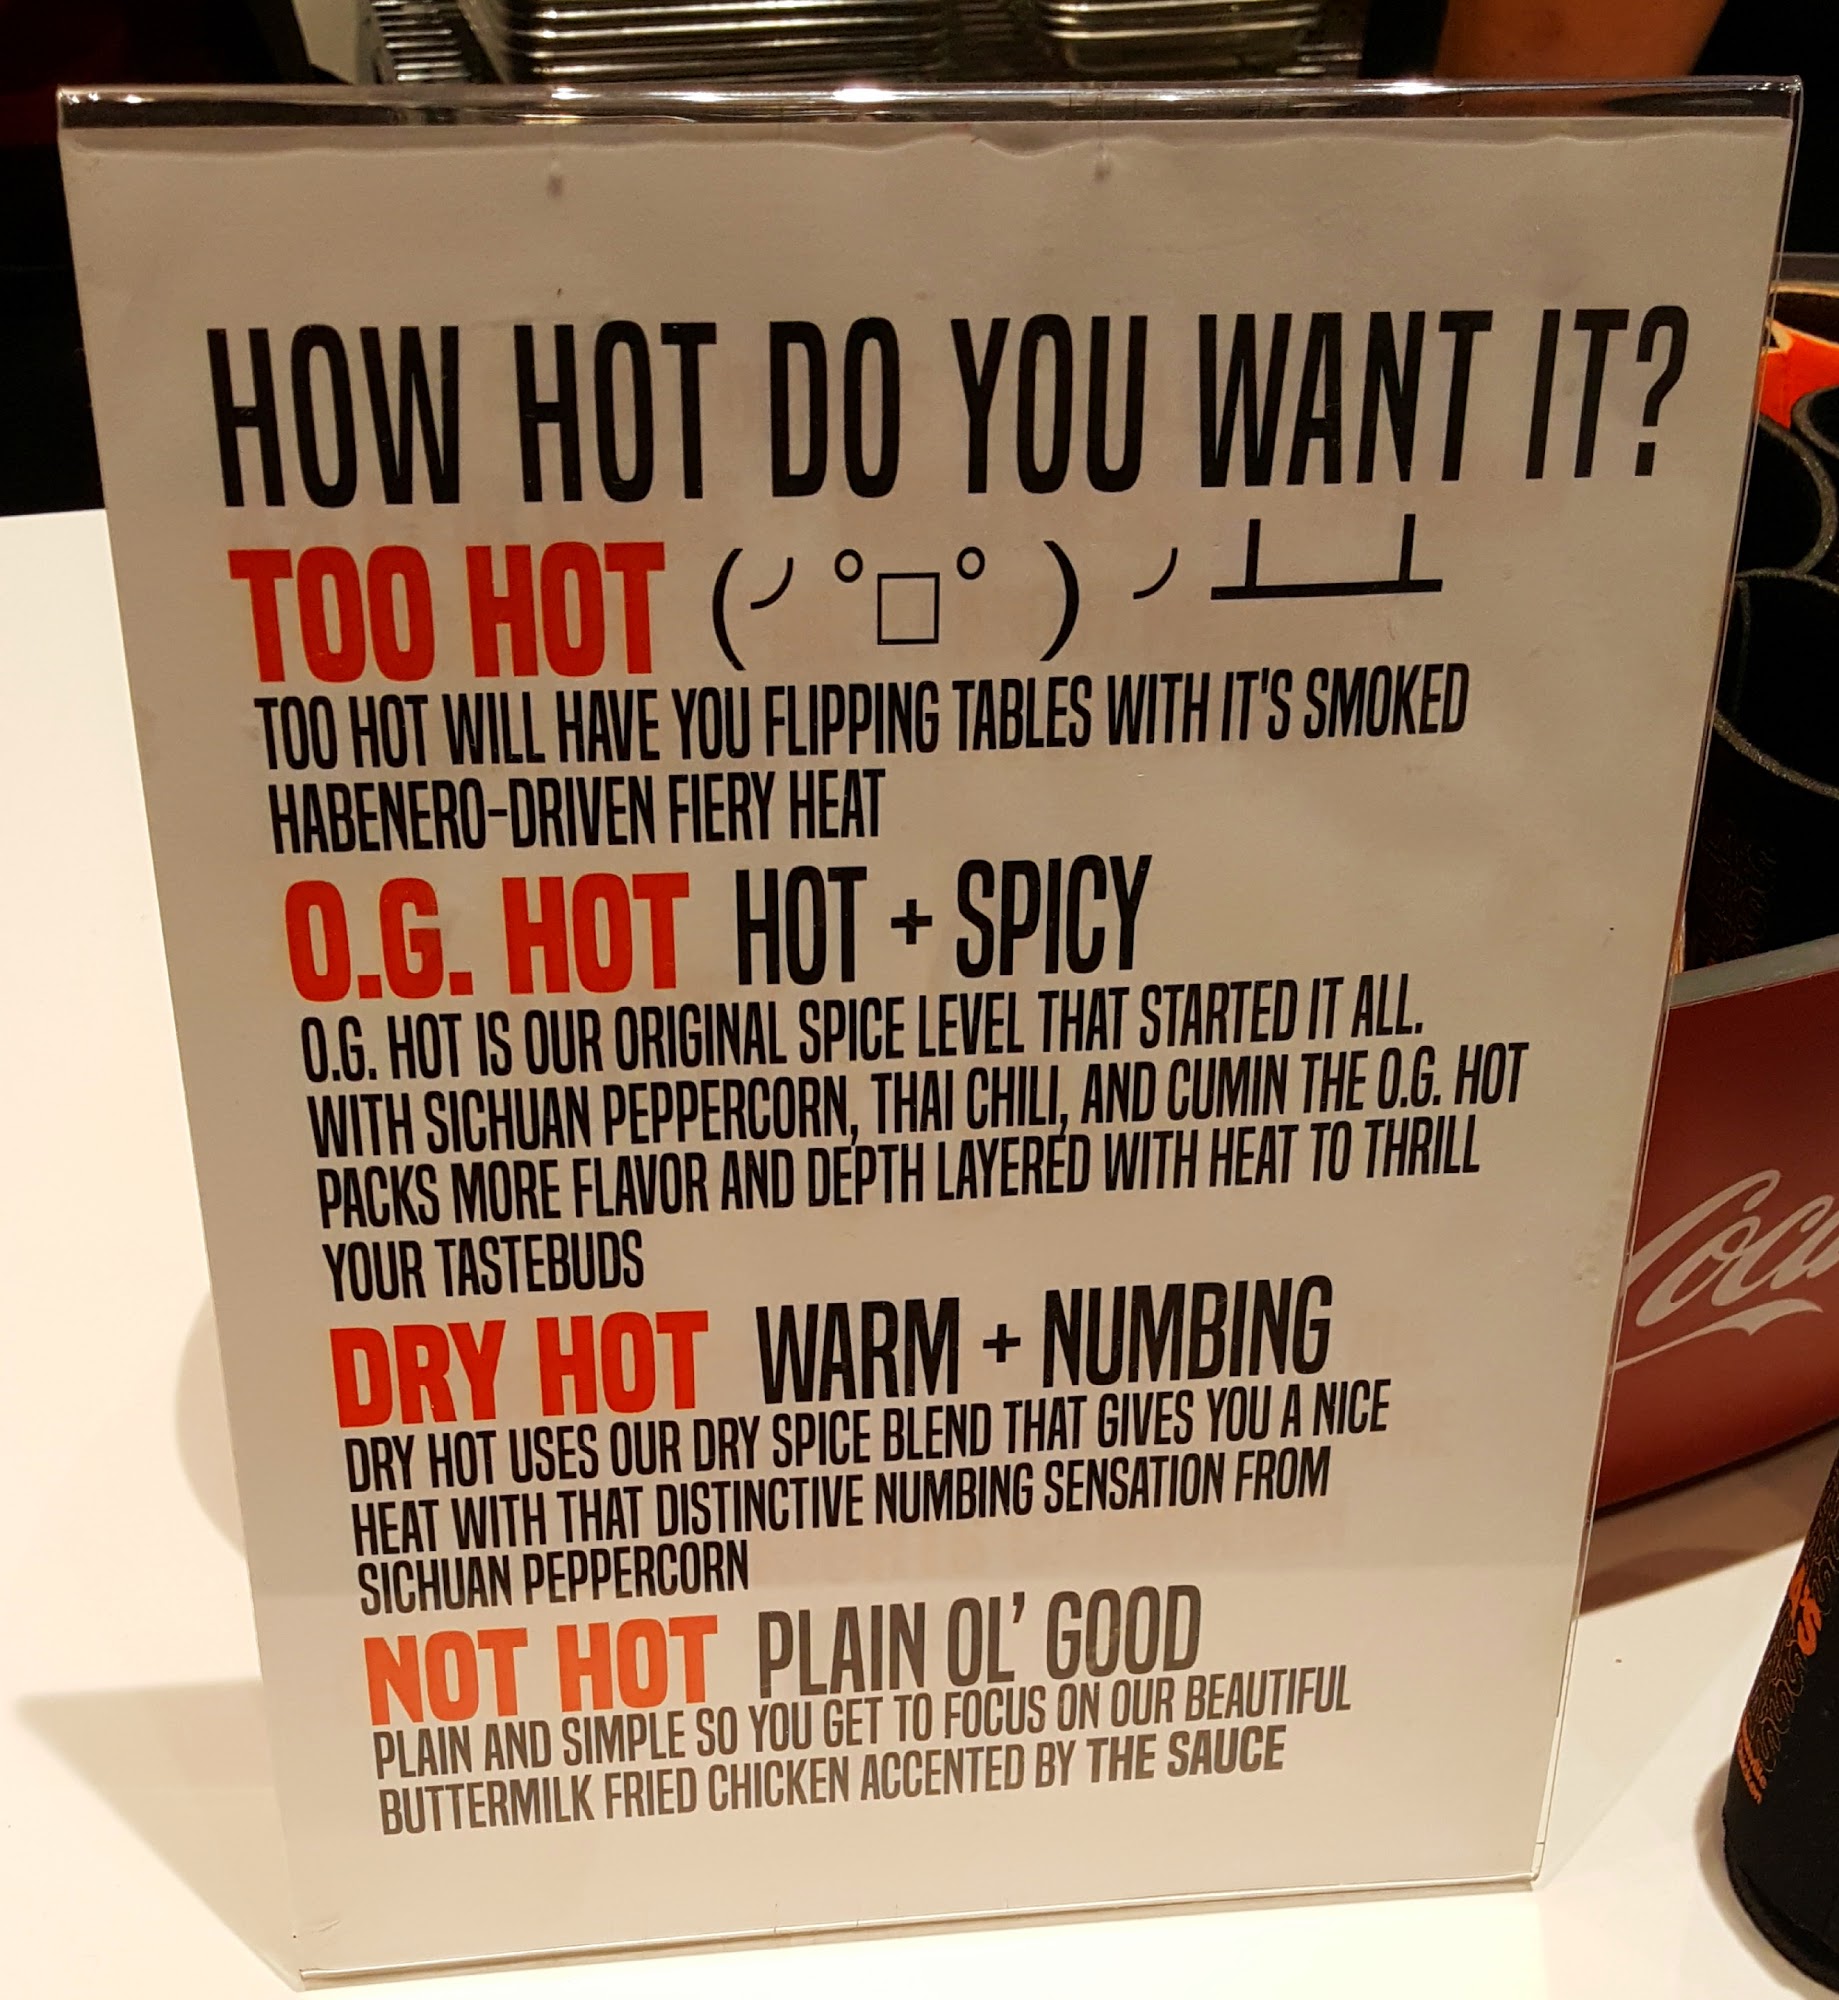 HOW HOT DO YOU WANT IT?
TOO HOT (╯°□° )╯┻━┻
TOO HOT WILL HAVE YOU FLIPPING TABLES WITH IT'S SMOKED
HABENERO-DRIVEN FIERY HEAT
O.G. HOT HOT + SPICY
O.G. HOT IS OUR ORIGINAL SPICE LEVEL THAT STARTED IT ALL.
WITH SICHUAN PEPPERCORN, THAI CHILI, AND CUMIN THE O.G. HOT
PACKS MORE FLAVOR AND DEPTH LAYERED WITH HEAT TO THRILL
YOUR TASTEBUDS
DRY HOT WARM + NUMBING
DRY HOT USES OUR DRY SPICE BLEND THAT GIVES YOU A NICE
HEAT WITH THAT DISTINCTIVE NUMBING SENSATION FROM
SICHUAN PEPPERCORN
NOT HOT PLAIN OL' GOOD
PLAIN AND SIMPLE SO YOU GET TO FOCUS ON OUR BEAUTIFUL
BUTTERMILK FRIED CHICKEN ACCENTED BY THE SAUCE
Coca